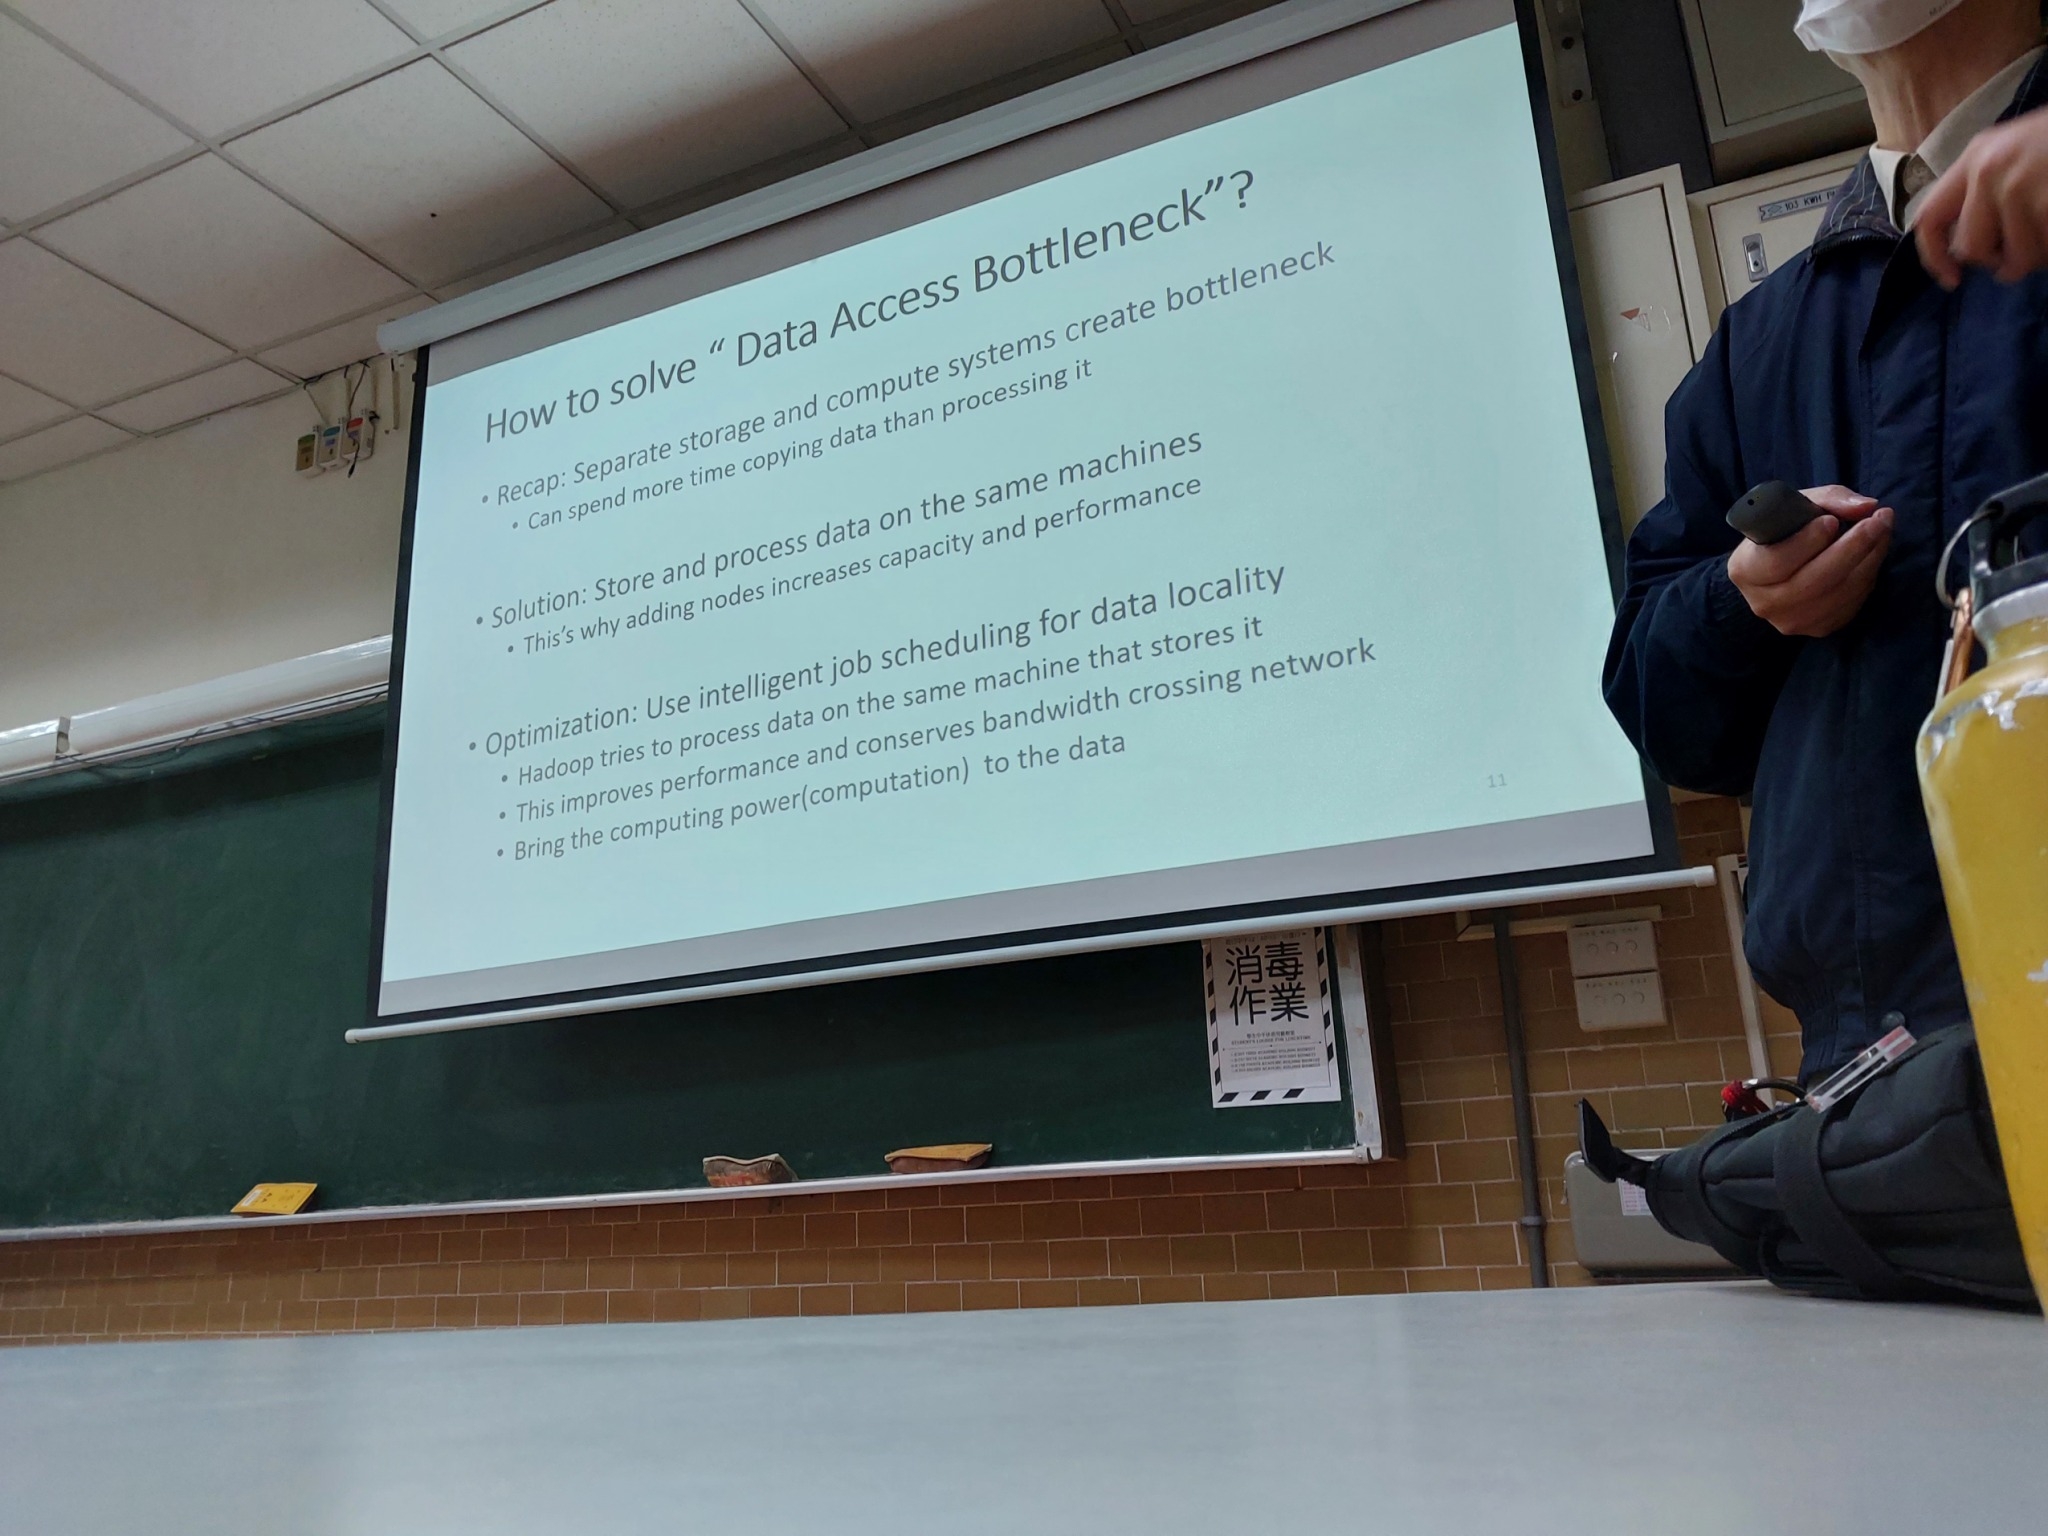 How to solve “ Data Access Bottleneck”?
• Recap: Separate storage and compute systems create bottleneck
• Can spend more time copying data than processing it
• Solution: Store and process data on the same machines
• This’s why adding nodes increases capacity and performance
• Optimization: Use intelligent job scheduling for data locality
• Hadoop tries to process data on the same machine that stores it
• This improves performance and conserves bandwidth crossing network
• Bring the computing power(computation) to the data
11
103 KWH
消毒
作業